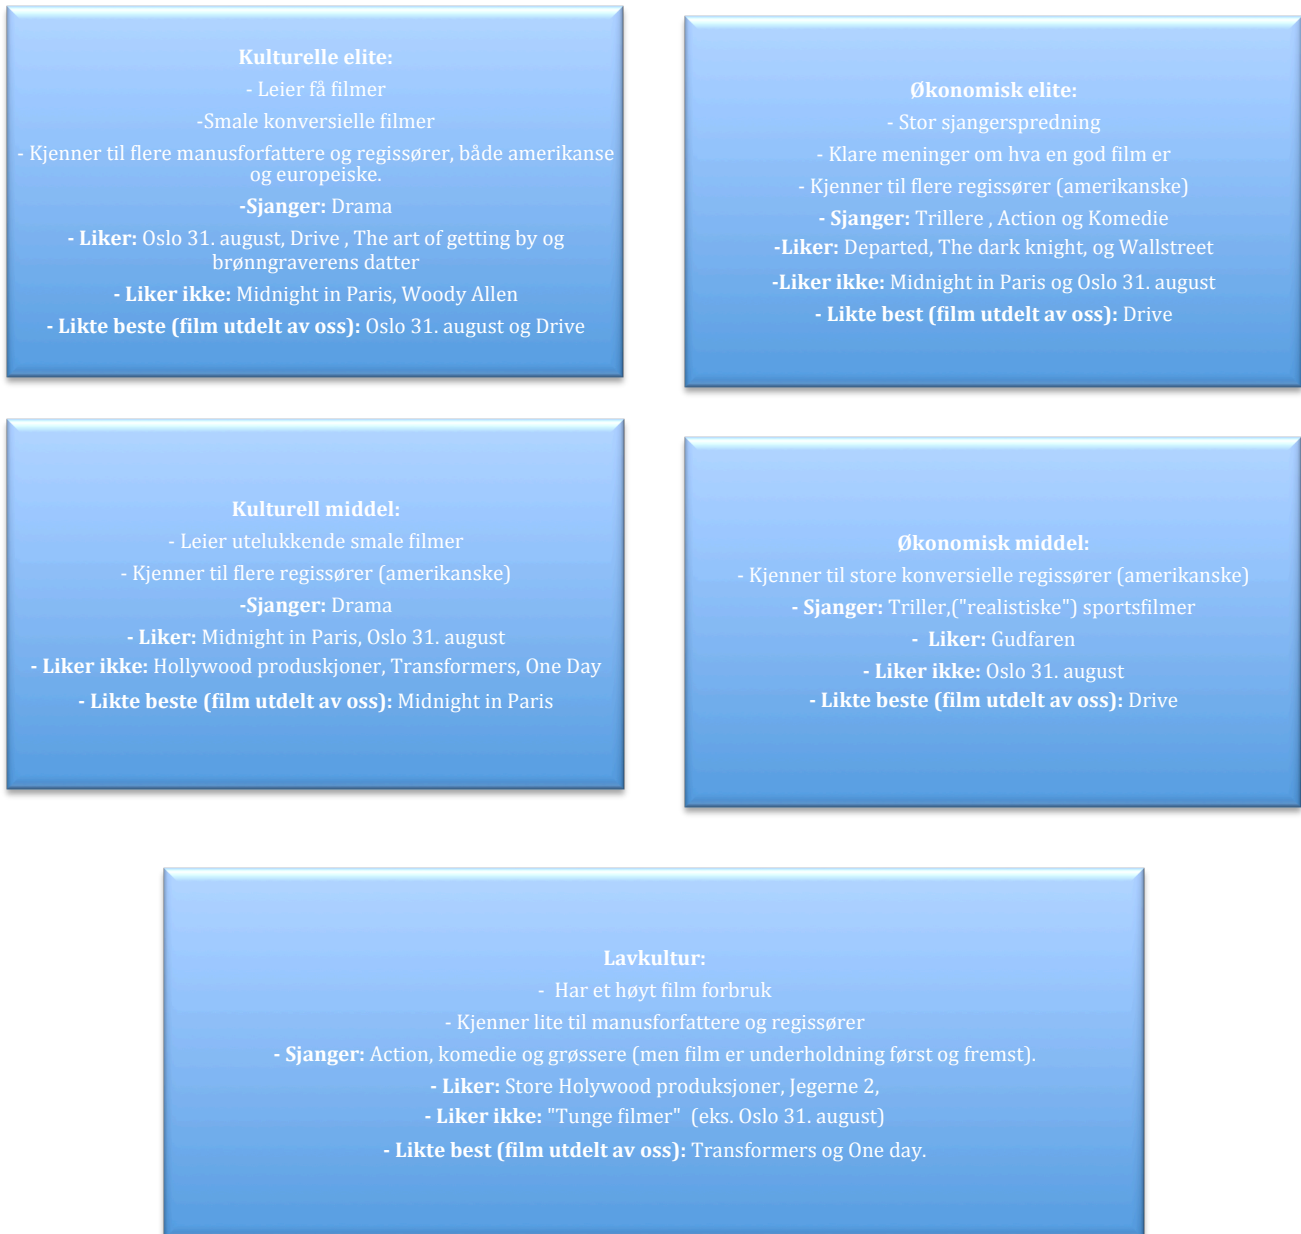 Kulturelle elite:
- Leier få filmer
-Smale konversielle filmer
- Kjenner til flere manusforfattere og regissører, både amerikanse
og europeiske.
-Sjanger: Drama
- Liker: Oslo 31. august, Drive , The art of getting by og
brønngraverens datter
- Liker ikke: Midnight in Paris, Woody Allen
- Likte beste (film utdelt av oss): Oslo 31. august og Drive
Økonomisk elite:
- Stor sjangerspredning
- Klare meninger om hva en god film er
- Kjenner til flere regissører (amerikanske)
- Sjanger: Trillere , Action og Komedie
-Liker: Departed, The dark knight, og Wallstreet
-Liker ikke: Midnight in Paris og Oslo 31. august
- Likte best (film utdelt av oss): Drive
Kulturell middel:
- Leier utelukkende smale filmer
- Kjenner til flere regissører (amerikanske)
-Sjanger: Drama
- Liker: Midnight in Paris, Oslo 31. august
- Liker ikke: Hollywood produskjoner, Transformers, One Day
- Likte beste (film utdelt av oss): Midnight in Paris
Økonomisk middel:
- Kjenner til store konversielle regissører (amerikanske)
- Sjanger: Triller,("realistiske") sportsfilmer
- Liker: Gudfaren
- Liker ikke: Oslo 31. august
- Likte beste (film utdelt av oss): Drive
Lavkultur:
- Har et høyt film forbruk
- Kjenner lite til manusforfattere og regissører
- Sjanger: Action, komedie og grøssere (men film er underholdning først og fremst).
- Liker: Store Holywood produksjoner, Jegerne 2,
- Liker ikke: "Tunge filmer" (eks. Oslo 31. august)
- Likte best (film utdelt av oss): Transformers og One day.